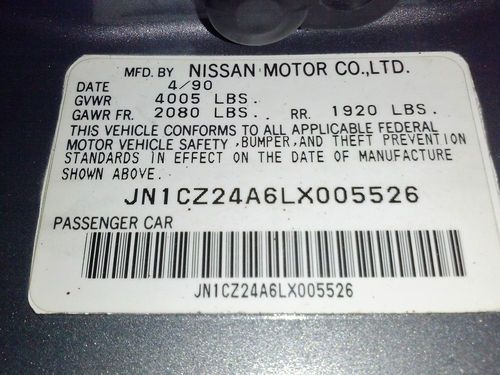 MFD. BY NISSAN MOTOR CO.,LTD.
DATE 4/90
GVWR 4005 LBS.
GAWR FR. 2080 LBS. RR. 1920 LBS.
THIS VEHICLE CONFORMS TO ALL APPLICABLE FEDERAL
MOTOR VEHICLE SAFETY ,BUMPER,AND THEFT PREVENTION
STANDARDS IN EFFECT ON THE DATE OF MANUFACTURE
SHOWN ABOVE.
JN1CZ24A6LX005526
PASSENGER CAR
JN1CZ24A6LX005526